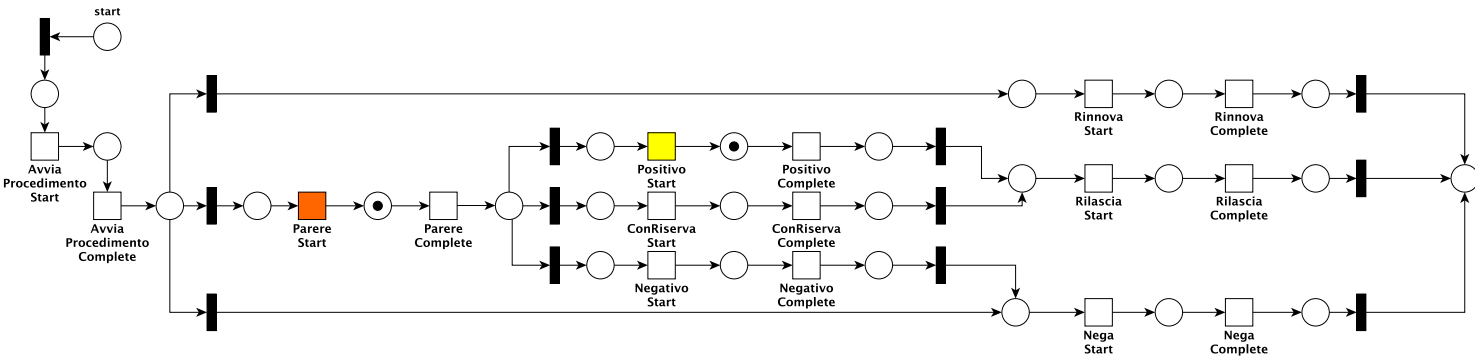 start
Avvia
Procedimento
Start
Avvia
Procedimento
Complete
Parere
Start
Parere
Complete
Positivo
Start
Positivo
Complete
ConRiserva
Start
ConRiserva
Complete
Negativo
Start
Negativo
Complete
Rinnova
Start
Rinnova
Complete
Rilascia
Start
Rilascia
Complete
Nega
Start
Nega
Complete